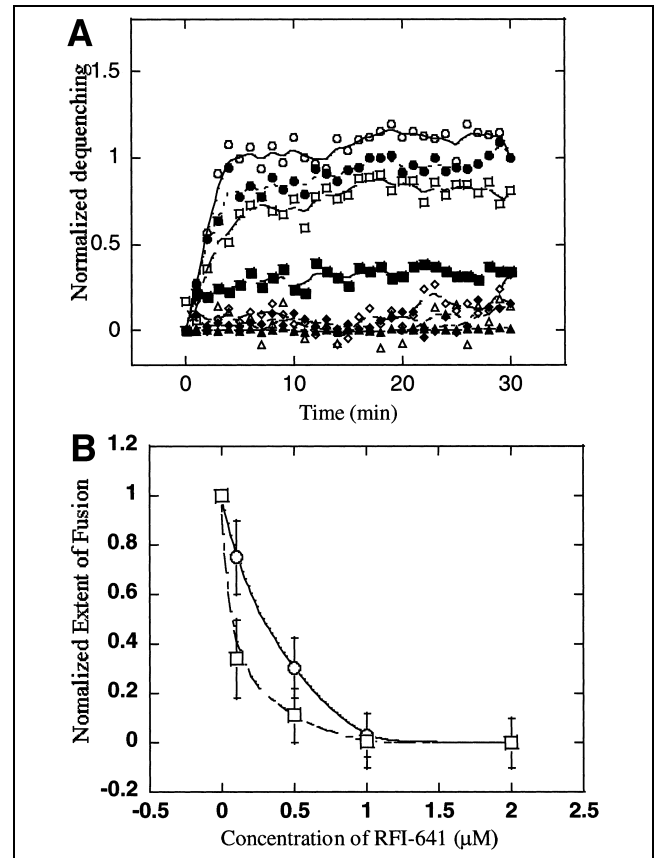 A
Normalized dequenching
1.5
1
0.5
0
0 10 20 30
Time (min)
B
Nomalized Extent of Fusion
1.2
1
0.8
0.6
0.4
0.2
0
-0.2
-0.5 0 0.5 1 1.5 2 2.5
Concentration of RFI-641 (μM)